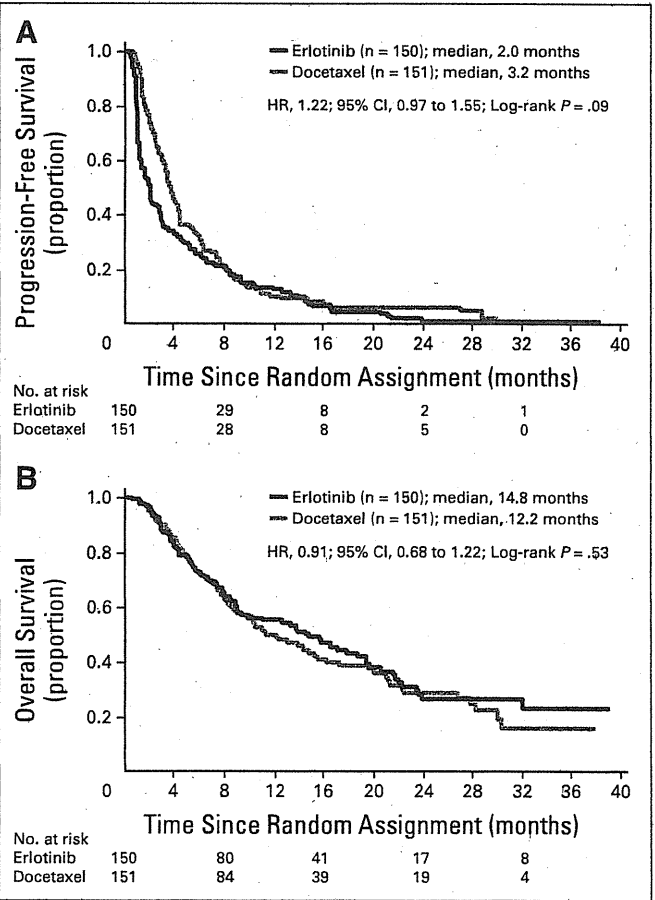 A
Progression-Free Survival
(proportion)
Erlotinib (n = 150); median, 2.0 months
Docetaxel (n = 151); median, 3.2 months
HR, 1.22; 95% CI, 0.97 to 1.55; Log-rank P = .09
1.0
0.8
0.6
0.4
0.2
0 4 8 12 16 20 24 28 32 36 40
Time Since Random Assignment (months)
No. at risk
Erlotinib 150 29 8 2 1
Docetaxel 151 28 8 5 0
B
Overall Survival
(proportion)
Erlotinib (n = 150); median, 14.8 months
Docetaxel (n = 151); median, 12.2 months
HR, 0.91; 95% CI, 0.68 to 1.22; Log-rank P = .53
1.0
0.8
0.6
0.4
0.2
0 4 8 12 16 20 24 28 32 36 40
Time Since Random Assignment (months)
No. at risk
Erlotinib 150 80 41 17 8
Docetaxel 151 84 39 19 4